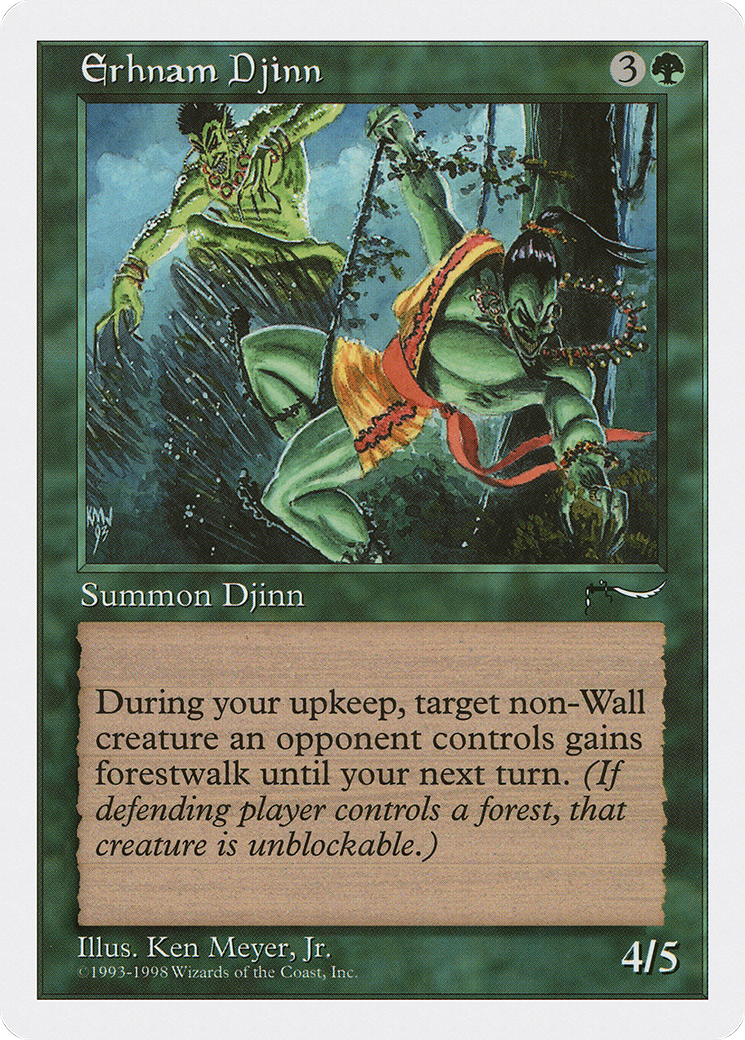 Erhnam Djinn
3
KMJ
93
Summon Djinn
During your upkeep, target non-Wall
creature an opponent controls gains
forestwalk until your next turn. (If
defending player controls a forest, that
creature is unblockable.)
Illus. Ken Meyer, Jr.
©1993-1998 Wizards of the Coast, Inc.
4/5